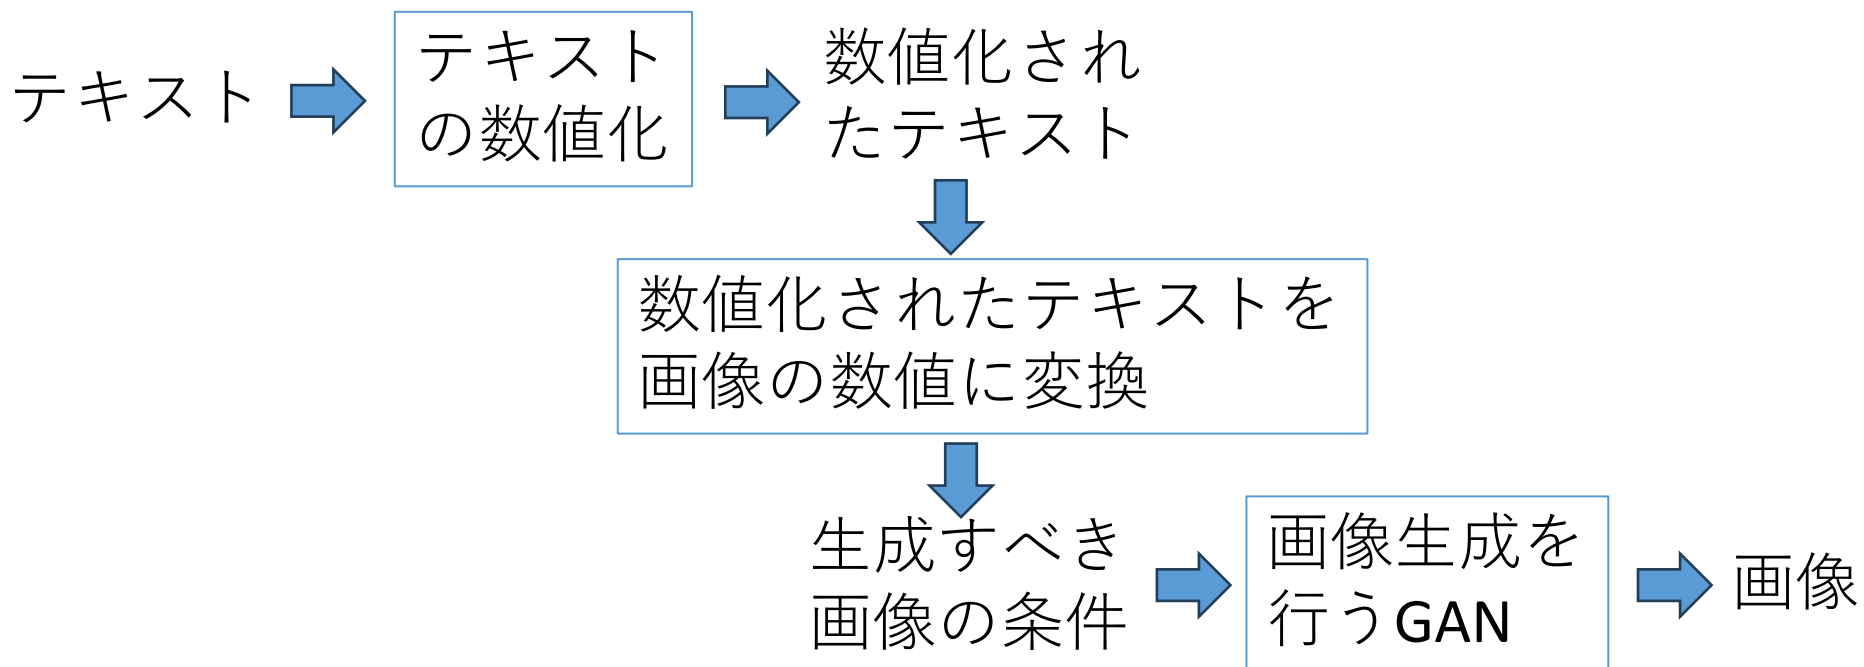 テキスト
テキスト
の数値化
数値化され
たテキスト
数値化されたテキストを
画像の数値に変換
生成すべき
画像の条件
画像生成を
行うGAN
画像